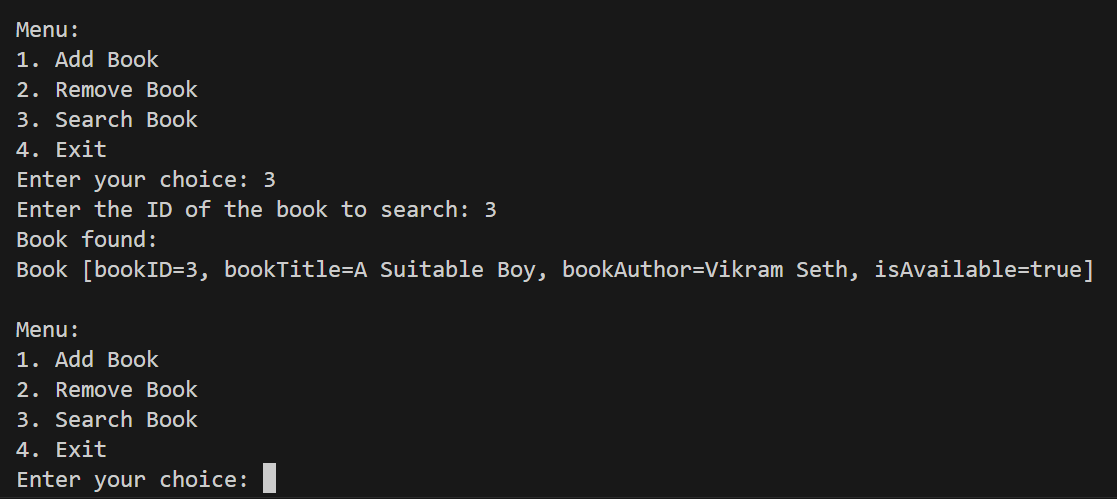 Menu:
1. Add Book
2. Remove Book
3. Search Book
4. Exit
Enter your choice: 3
Enter the ID of the book to search: 3
Book found:
Book [bookID=3, bookTitle=A Suitable Boy, bookAuthor=Vikram Seth, isAvailable=true]

Menu:
1. Add Book
2. Remove Book
3. Search Book
4. Exit
Enter your choice: